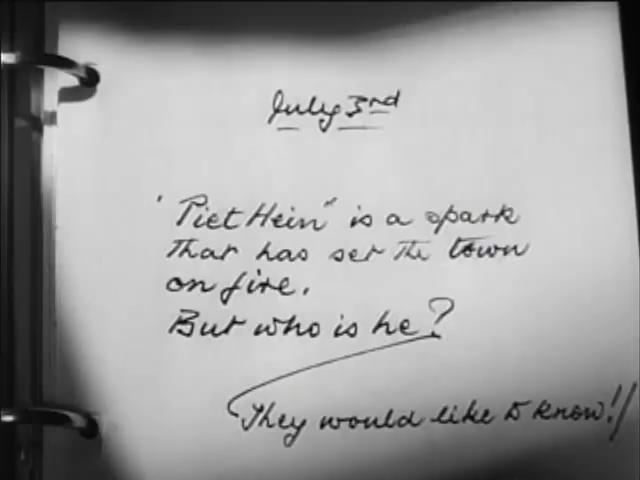 July 3rd
'Piet Hein" is a spark
that has set the town
on fire.
But who is he?
They would like to know!!